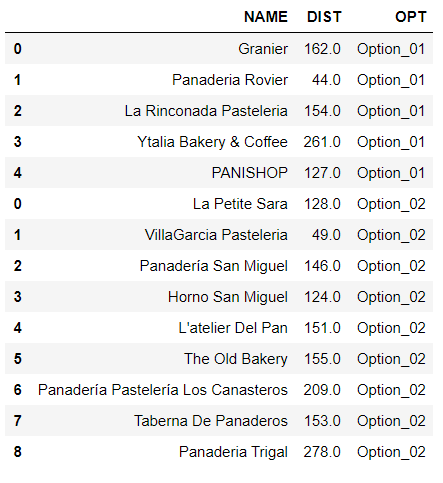 NAME DIST OPT
0 Granier 162.0 Option_01
1 Panaderia Rovier 44.0 Option_01
2 La Rinconada Pasteleria 154.0 Option_01
3 Ytalia Bakery & Coffee 261.0 Option_01
4 PANISHOP 127.0 Option_01
0 La Petite Sara 128.0 Option_02
1 VillaGarcia Pasteleria 49.0 Option_02
2 Panadería San Miguel 146.0 Option_02
3 Horno San Miguel 124.0 Option_02
4 L'atelier Del Pan 151.0 Option_02
5 The Old Bakery 155.0 Option_02
6 Panadería Pastelería Los Canasteros 209.0 Option_02
7 Taberna De Panaderos 153.0 Option_02
8 Panaderia Trigal 278.0 Option_02